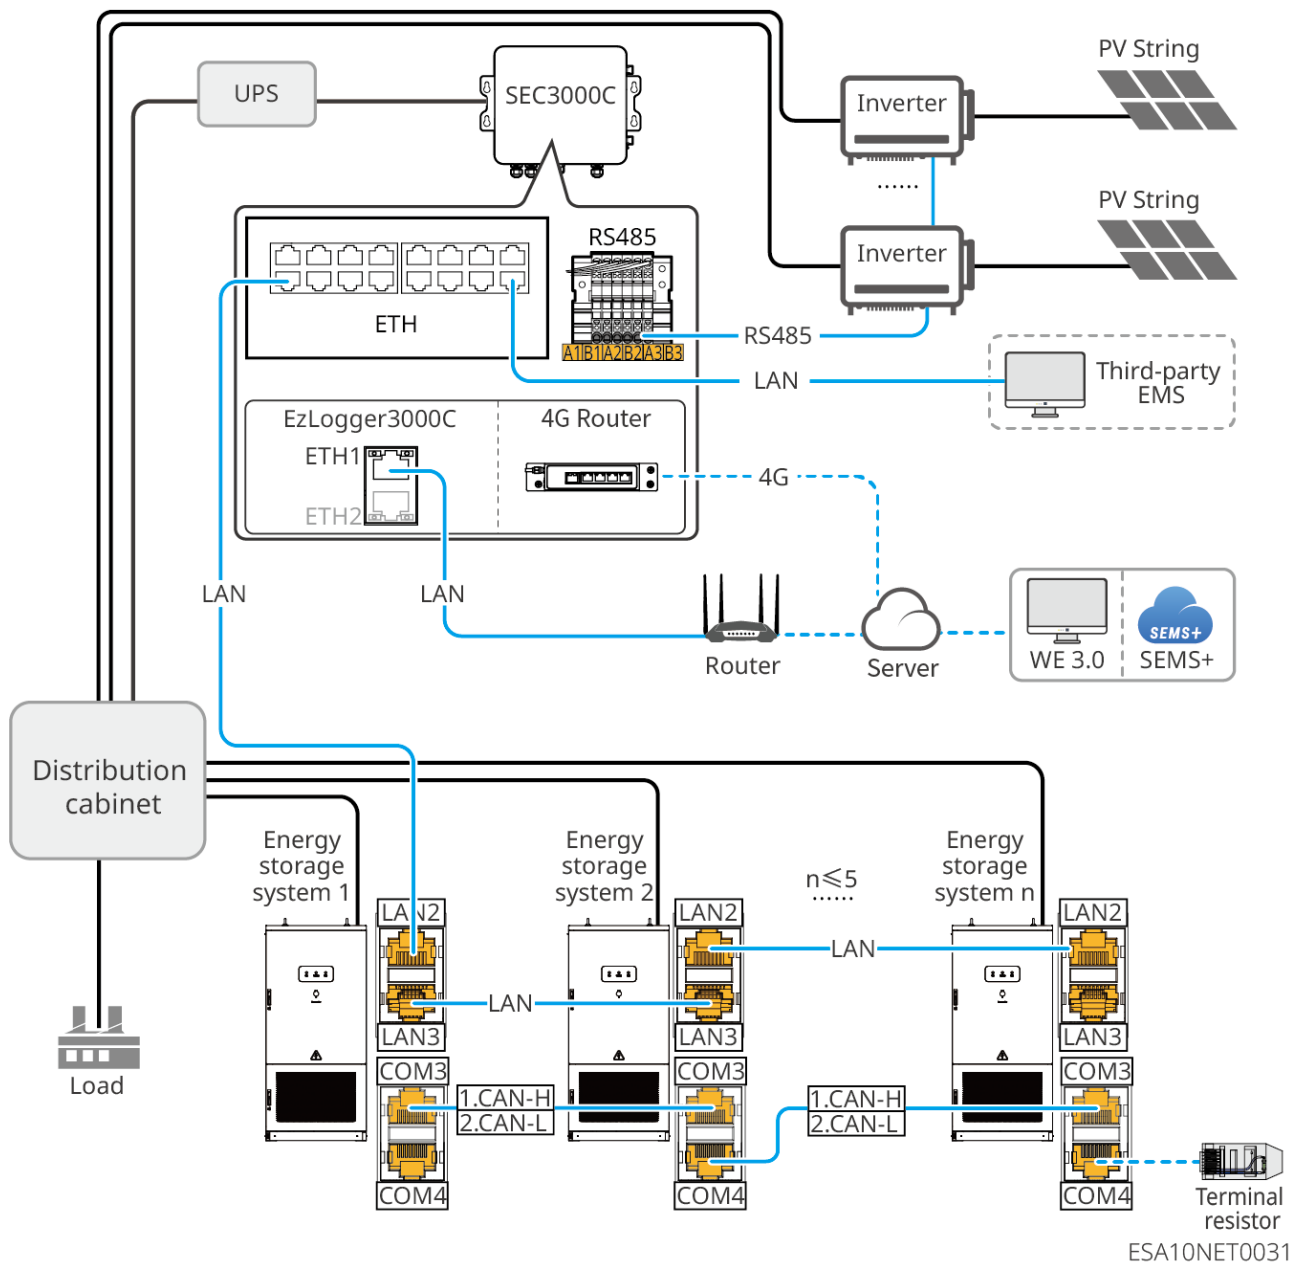 PV String
UPS
SEC3000C
Inverter
......
PV String
Inverter
RS485
ETH
A1 B1 A2 B2 A3 B3
RS485
LAN
Third-party
EMS
EzLogger3000C
4G Router
ETH1
ETH2
4G
LAN
LAN
Router
Server
WE 3.0
SEMS+
SEMS+
Distribution
cabinet
Energy
storage
system 1
Energy
storage
system 2
n≤5
......
Energy
storage
system n
LAN2
LAN2
LAN2
LAN
LAN
LAN3
LAN3
LAN3
COM3
COM3
COM3
1.CAN-H
2.CAN-L
1.CAN-H
2.CAN-L
COM4
COM4
COM4
Load
Terminal
resistor
ESA10NET0031